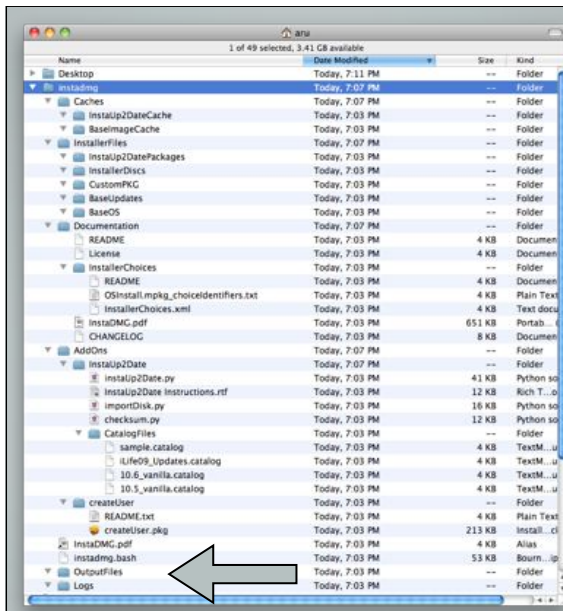 aru
1 of 49 selected, 3.41 GB available
Name Date Modified Size Kind
Desktop Today, 7:11 PM -- Folder
instadmg Today, 7:07 PM -- Folder
Caches Today, 7:07 PM -- Folder
InstaUp2DateCache Today, 7:03 PM -- Folder
BaseImageCache Today, 7:03 PM -- Folder
InstallerFiles Today, 7:07 PM -- Folder
InstaUp2DatePackages Today, 7:03 PM -- Folder
InstallerDiscs Today, 7:03 PM -- Folder
CustomPKG Today, 7:03 PM -- Folder
BaseUpdates Today, 7:03 PM -- Folder
BaseOS Today, 7:03 PM -- Folder
Documentation Today, 7:07 PM -- Folder
README Today, 7:03 PM 4 KB Documen
License Today, 7:03 PM 4 KB Documen
InstallerChoices Today, 7:03 PM -- Folder
README Today, 7:03 PM 4 KB Documen
OSInstall.mpkg_choiceIdentifiers.txt Today, 7:03 PM 4 KB Plain Text
InstallerChoices.xml Today, 7:03 PM 4 KB Text docu
InstaDMG.pdf Today, 7:03 PM 651 KB Portab...
CHANGELOG Today, 7:03 PM 8 KB Documen
AddOns Today, 7:07 PM -- Folder
InstaUp2Date Today, 7:07 PM -- Folder
instaUp2Date.py Today, 7:03 PM 41 KB Python so
InstaUp2Date Instructions.rtf Today, 7:03 PM 12 KB Rich T...o
importDisk.py Today, 7:03 PM 16 KB Python so
checksum.py Today, 7:03 PM 12 KB Python so
CatalogFiles Today, 7:03 PM -- Folder
sample.catalog Today, 7:03 PM 4 KB TextM...u
iLife09_Updates.catalog Today, 7:03 PM 4 KB TextM...u
10.6_vanilla.catalog Today, 7:03 PM 4 KB TextM...u
10.5_vanilla.catalog Today, 7:03 PM 4 KB TextM...u
createUser Today, 7:03 PM -- Folder
README.txt Today, 7:03 PM 4 KB Plain Text
createUser.pkg Today, 7:03 PM 213 KB Install...ci
InstaDMG.pdf Today, 7:03 PM 4 KB Alias
instadmg.bash Today, 7:03 PM 53 KB Bourn...ip
OutputFiles Today, 7:03 PM -- Folder
Logs Today, 7:03 PM -- Folder